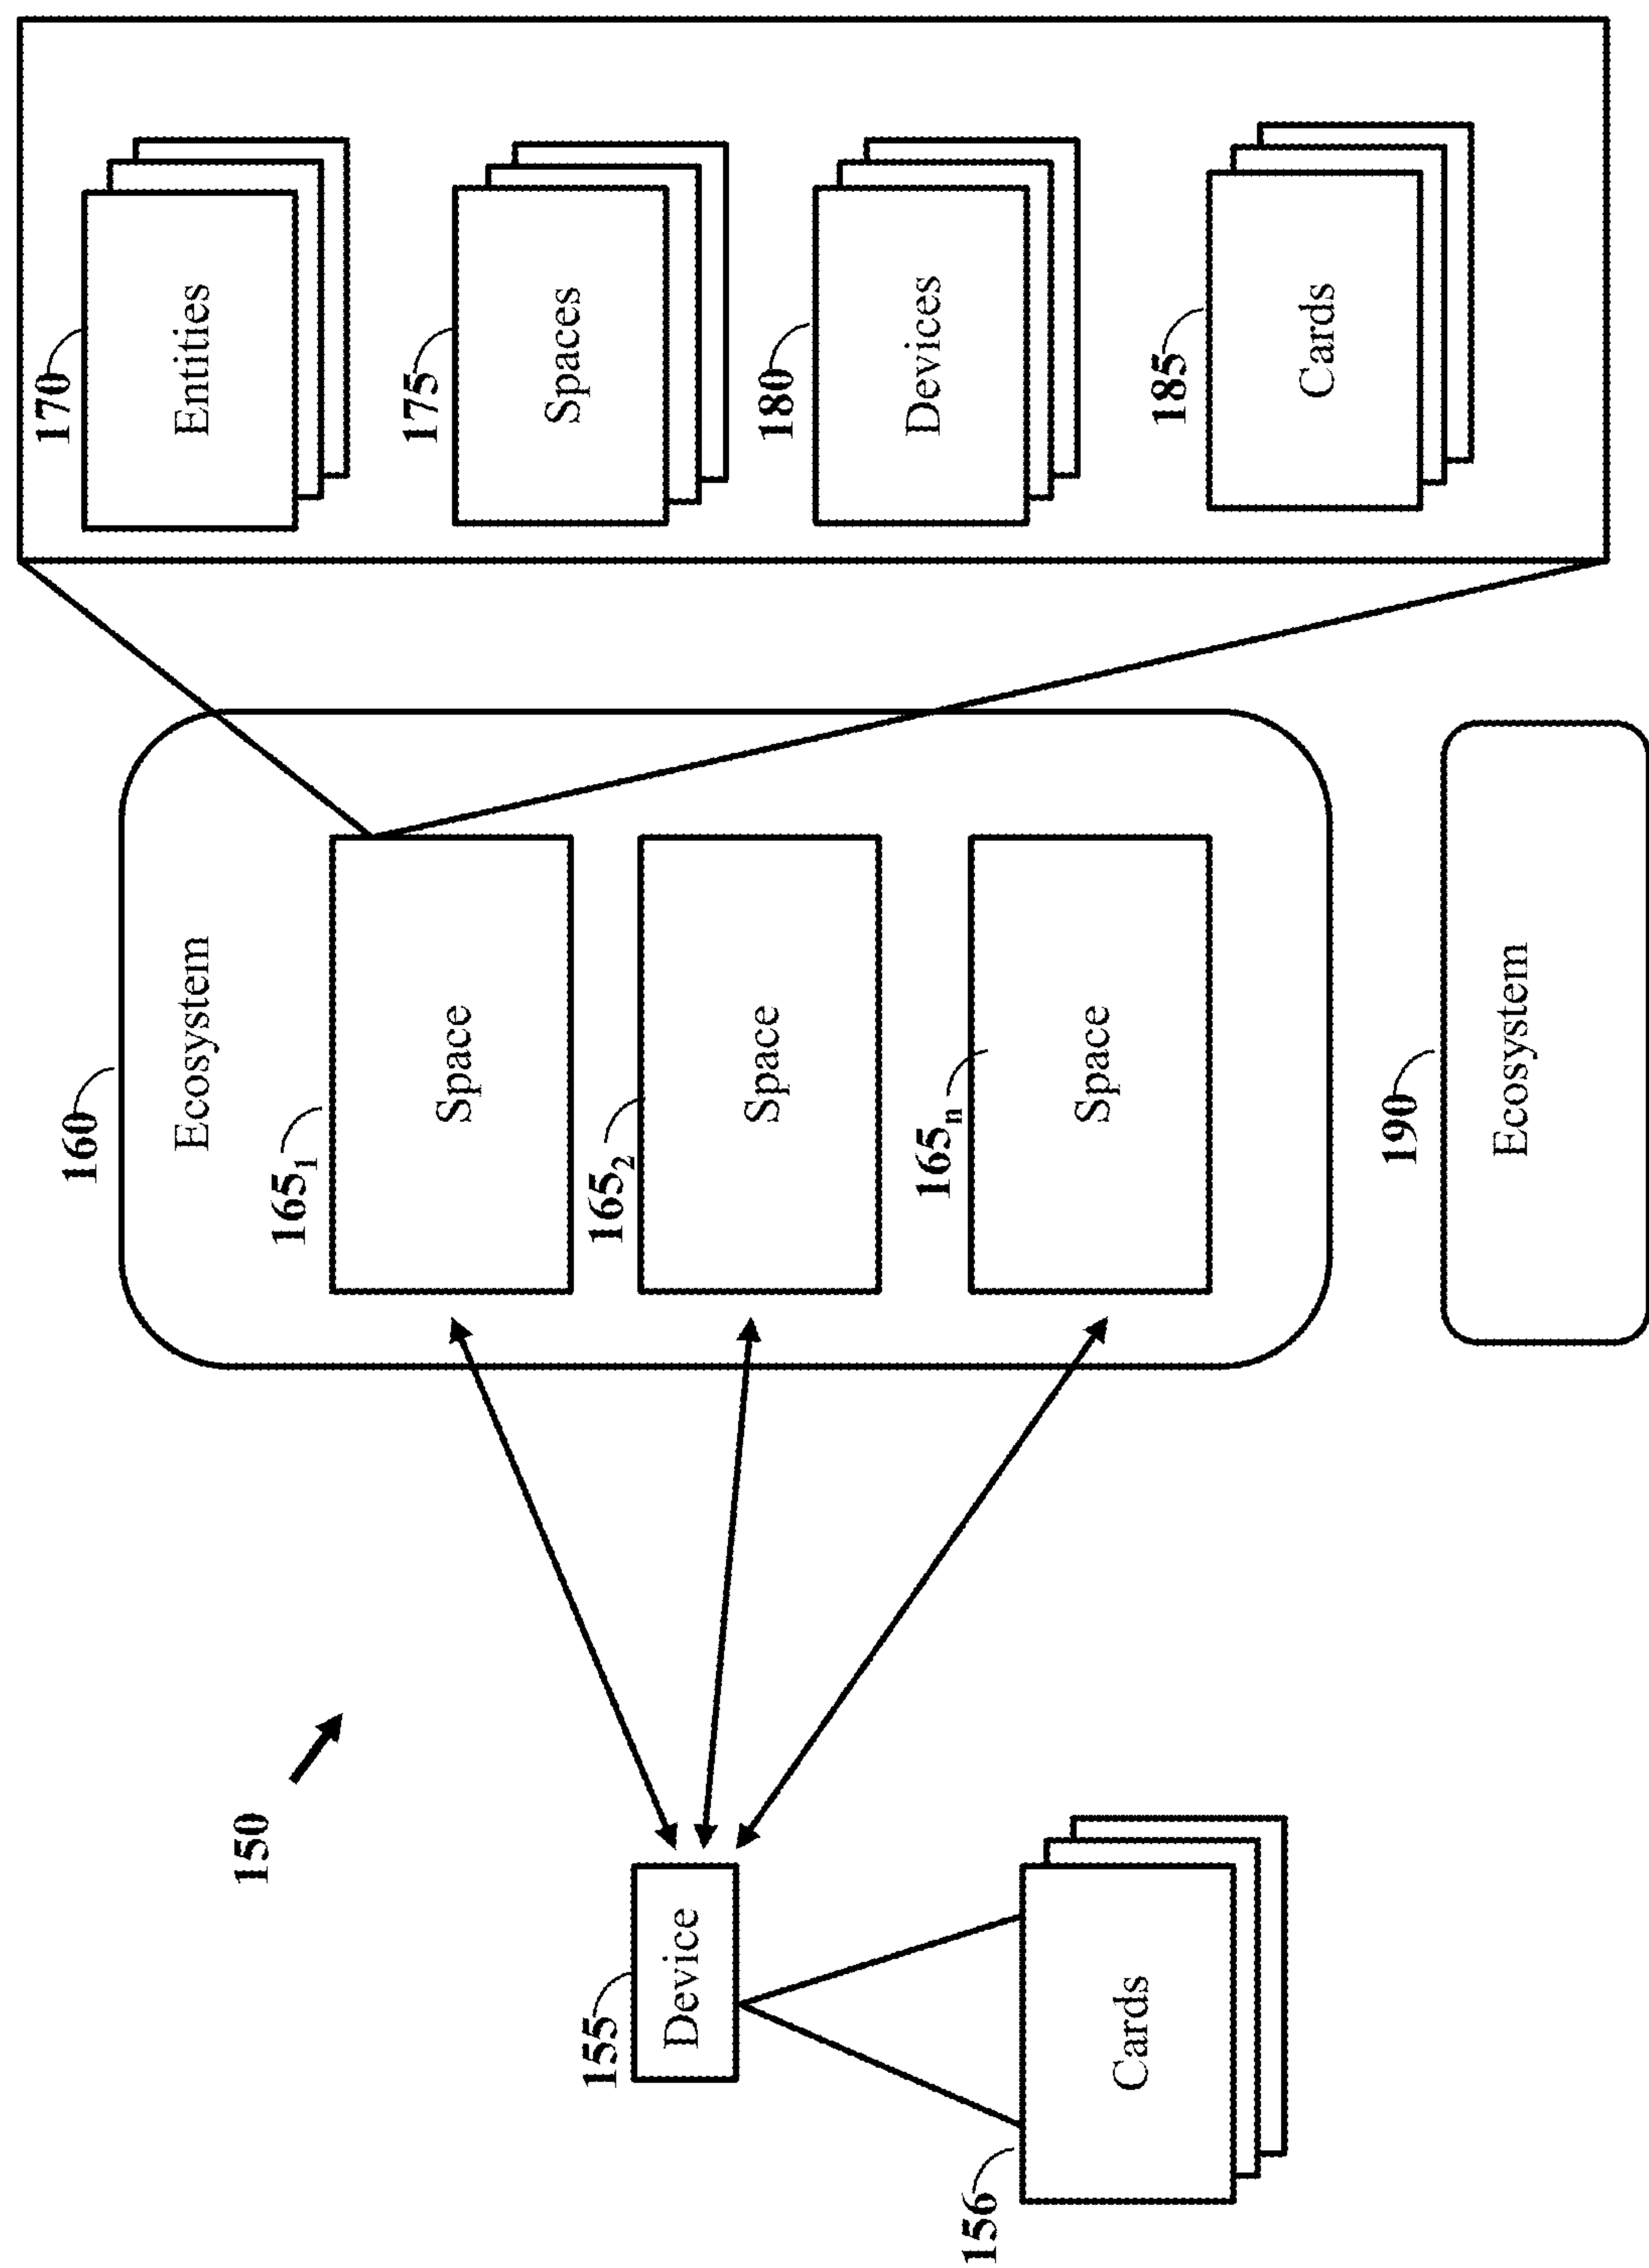 150
155
Device
156
Cards
160
Ecosystem
165₁
Space
165₂
Space
165ₙ
Space
190
Ecosystem
170
Entities
175
Spaces
180
Devices
185
Cards